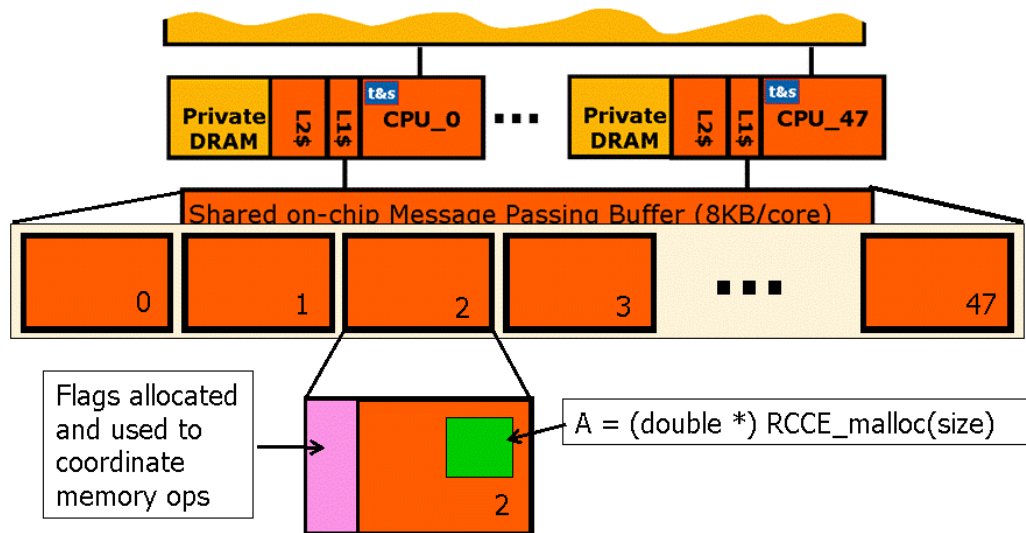 Private
DRAM
L2$
L1$
t&s
CPU_0
...
Private
DRAM
L2$
L1$
t&s
CPU_47
Shared on-chip Message Passing Buffer (8KB/core)
0
1
2
3
...
47
Flags allocated
and used to
coordinate
memory ops
A = (double *) RCCE_malloc(size)
2